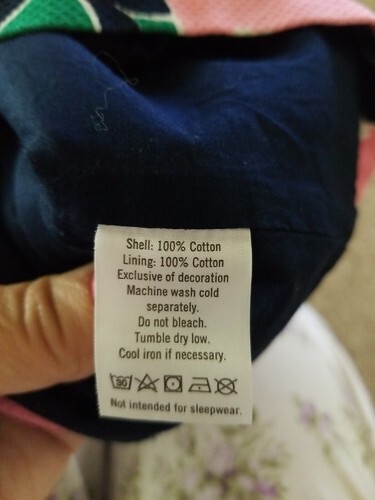 Shell: 100% Cotton
Lining: 100% Cotton
Exclusive of decoration
Machine wash cold
separately.
Do not bleach.
Tumble dry low.
Cool iron if necessary.
30
Not intended for sleepwear.